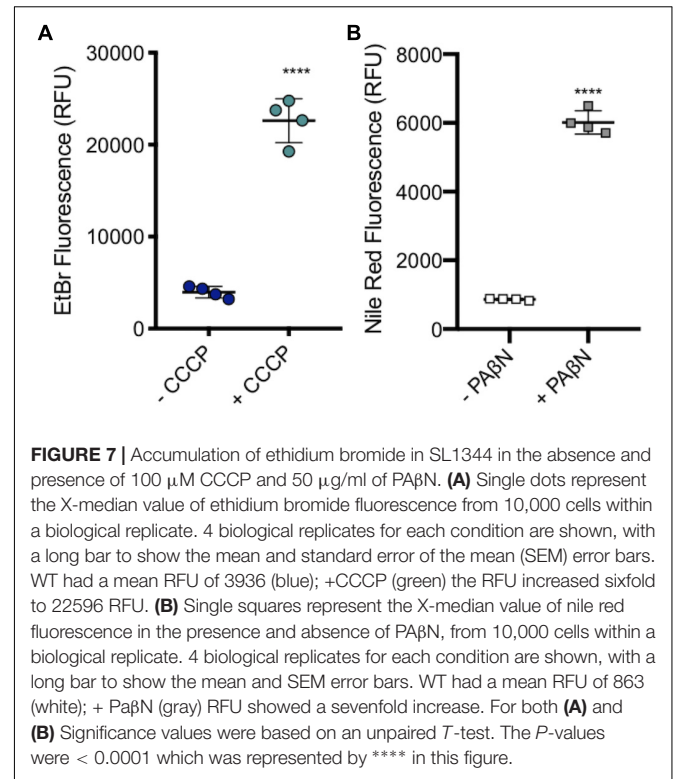 A
B
EtBr Fluorescence (RFU)
30000
20000
10000
0
****
- CCCP
+ CCCP
Nile Red Fluorescence (RFU)
8000
6000
4000
2000
0
****
- PAβN
+ PAβN
FIGURE 7 | Accumulation of ethidium bromide in SL1344 in the absence and
presence of 100 μM CCCP and 50 μg/ml of PAβN. (A) Single dots represent
the X-median value of ethidium bromide fluorescence from 10,000 cells within
a biological replicate. 4 biological replicates for each condition are shown, with
a long bar to show the mean and standard error of the mean (SEM) error bars.
WT had a mean RFU of 3936 (blue); +CCCP (green) the RFU increased sixfold
to 22596 RFU. (B) Single squares represent the X-median value of nile red
fluorescence in the presence and absence of PAβN, from 10,000 cells within a
biological replicate. 4 biological replicates for each condition are shown, with a
long bar to show the mean and SEM error bars. WT had a mean RFU of 863
(white); + PaβN (gray) RFU showed a sevenfold increase. For both (A) and
(B) Significance values were based on an unpaired T-test. The P-values
were < 0.0001 which was represented by **** in this figure.